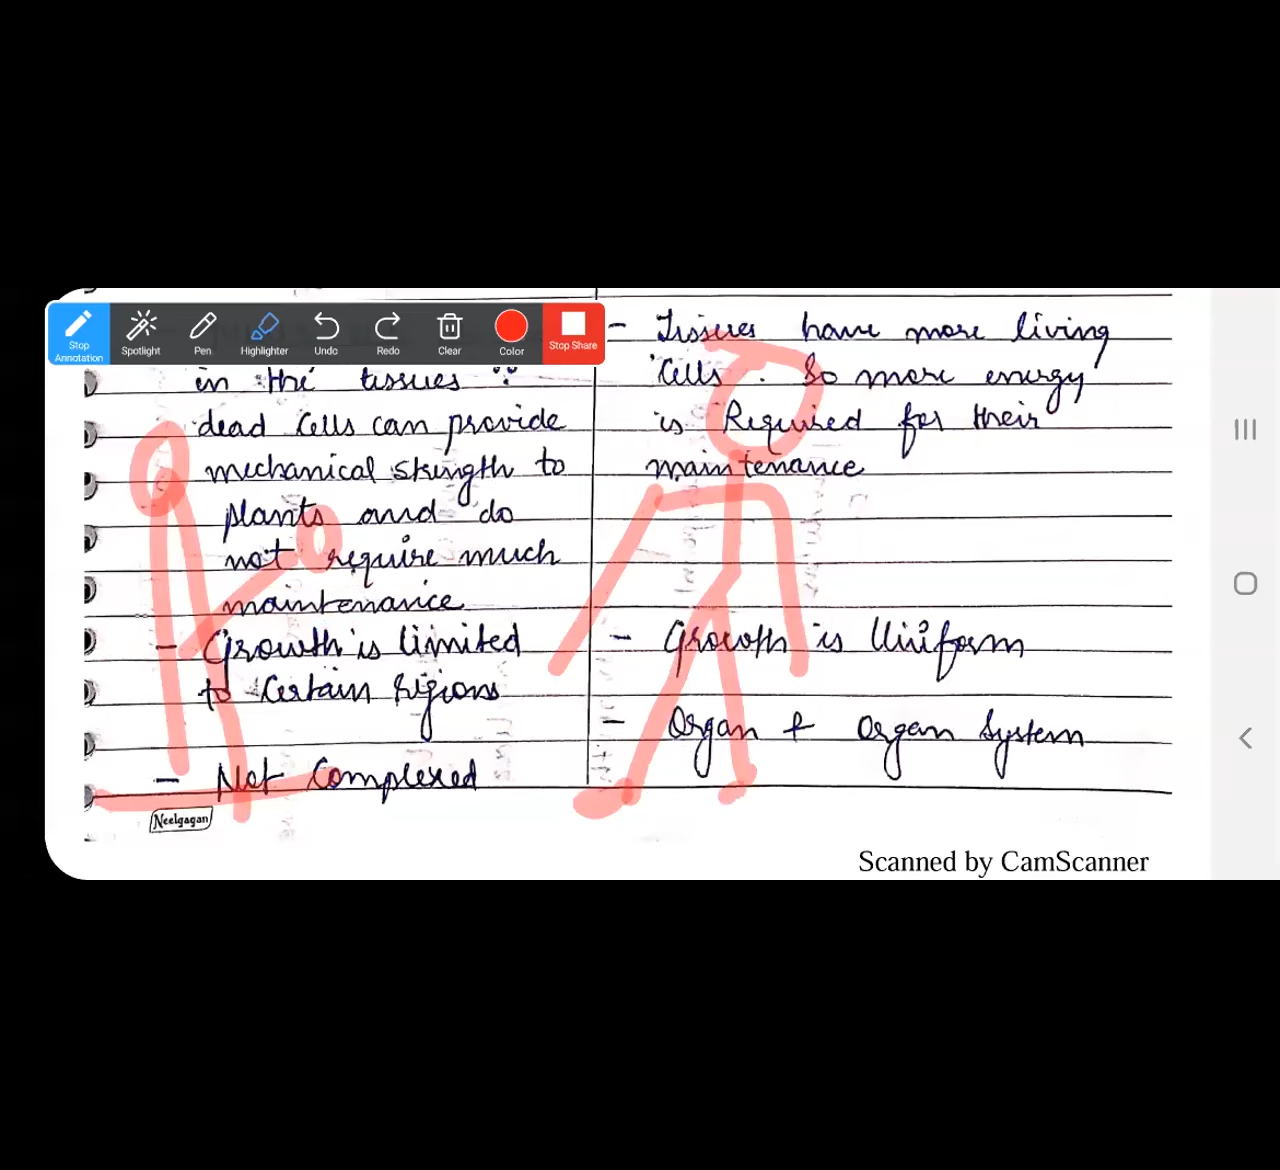 Stop Annotation
Spotlight
Pen
Highlighter
Undo
Redo
Clear
Color
Stop Share
in the tissues ∵
dead Cells can provide
mechanical strength to
plants and do
not require much
maintenance
- Growth is limited
to Certain Regions
- Not Complexed
- Tissues have more living
Cells. So more energy
is Required for their
maintenance
- Growth is Uniform
- Organ & Organ System
Neelgagan
Scanned by CamScanner